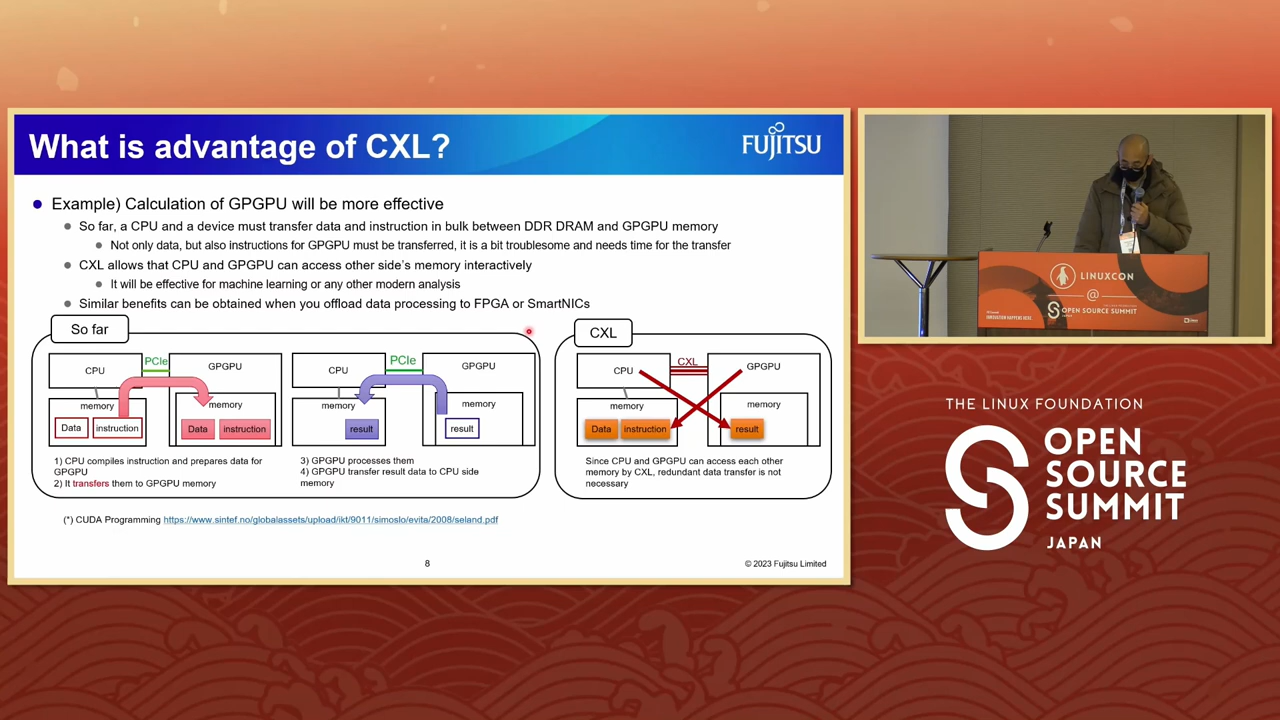 What is advantage of CXL?
FUJITSU
Example) Calculation of GPGPU will be more effective
So far, a CPU and a device must transfer data and instruction in bulk between DDR DRAM and GPGPU memory
Not only data, but also instructions for GPGPU must be transferred, it is a bit troublesome and needs time for the transfer
CXL allows that CPU and GPGPU can access other side's memory interactively
It will be effective for machine learning or any other modern analysis
Similar benefits can be obtained when you offload data processing to FPGA or SmartNICs
So far
CPU
PCIe
GPGPU
memory
memory
Data
instruction
Data
instruction
1) CPU compiles instruction and prepares data for
GPGPU
2) It transfers them to GPGPU memory
CPU
PCIe
GPGPU
memory
memory
result
result
3) GPGPU processes them
4) GPGPU transfer result data to CPU side
memory
CXL
CPU
CXL
GPGPU
memory
memory
Data
instruction
result
Since CPU and GPGPU can access each other
memory by CXL, redundant data transfer is not
necessary
(*) CUDA Programming https://www.sintef.no/globalassets/upload/ikt/9011/simoslo/evita/2008/seland.pdf
8
© 2023 Fujitsu Limited
LINUXCON
@
OPEN SOURCE SUMMIT
THE LINUX FOUNDATION
OPEN
SOURCE
SUMMIT
JAPAN